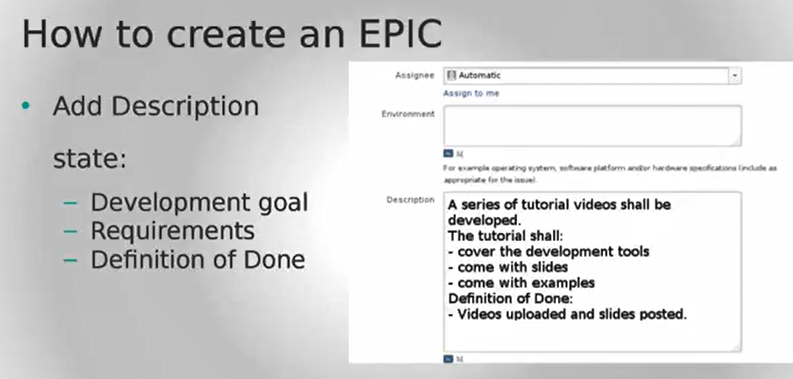 How to create an EPIC
• Add Description
state:
– Development goal
– Requirements
– Definition of Done
Assignee
Automatic
Assign to me
Environment
For example operating system, software platform and/or hardware specifications (include as
appropriate for the issue).
Description
A series of tutorial videos shall be
developed.
The tutorial shall:
- cover the development tools
- come with slides
- come with examples
Definition of Done:
- Videos uploaded and slides posted.